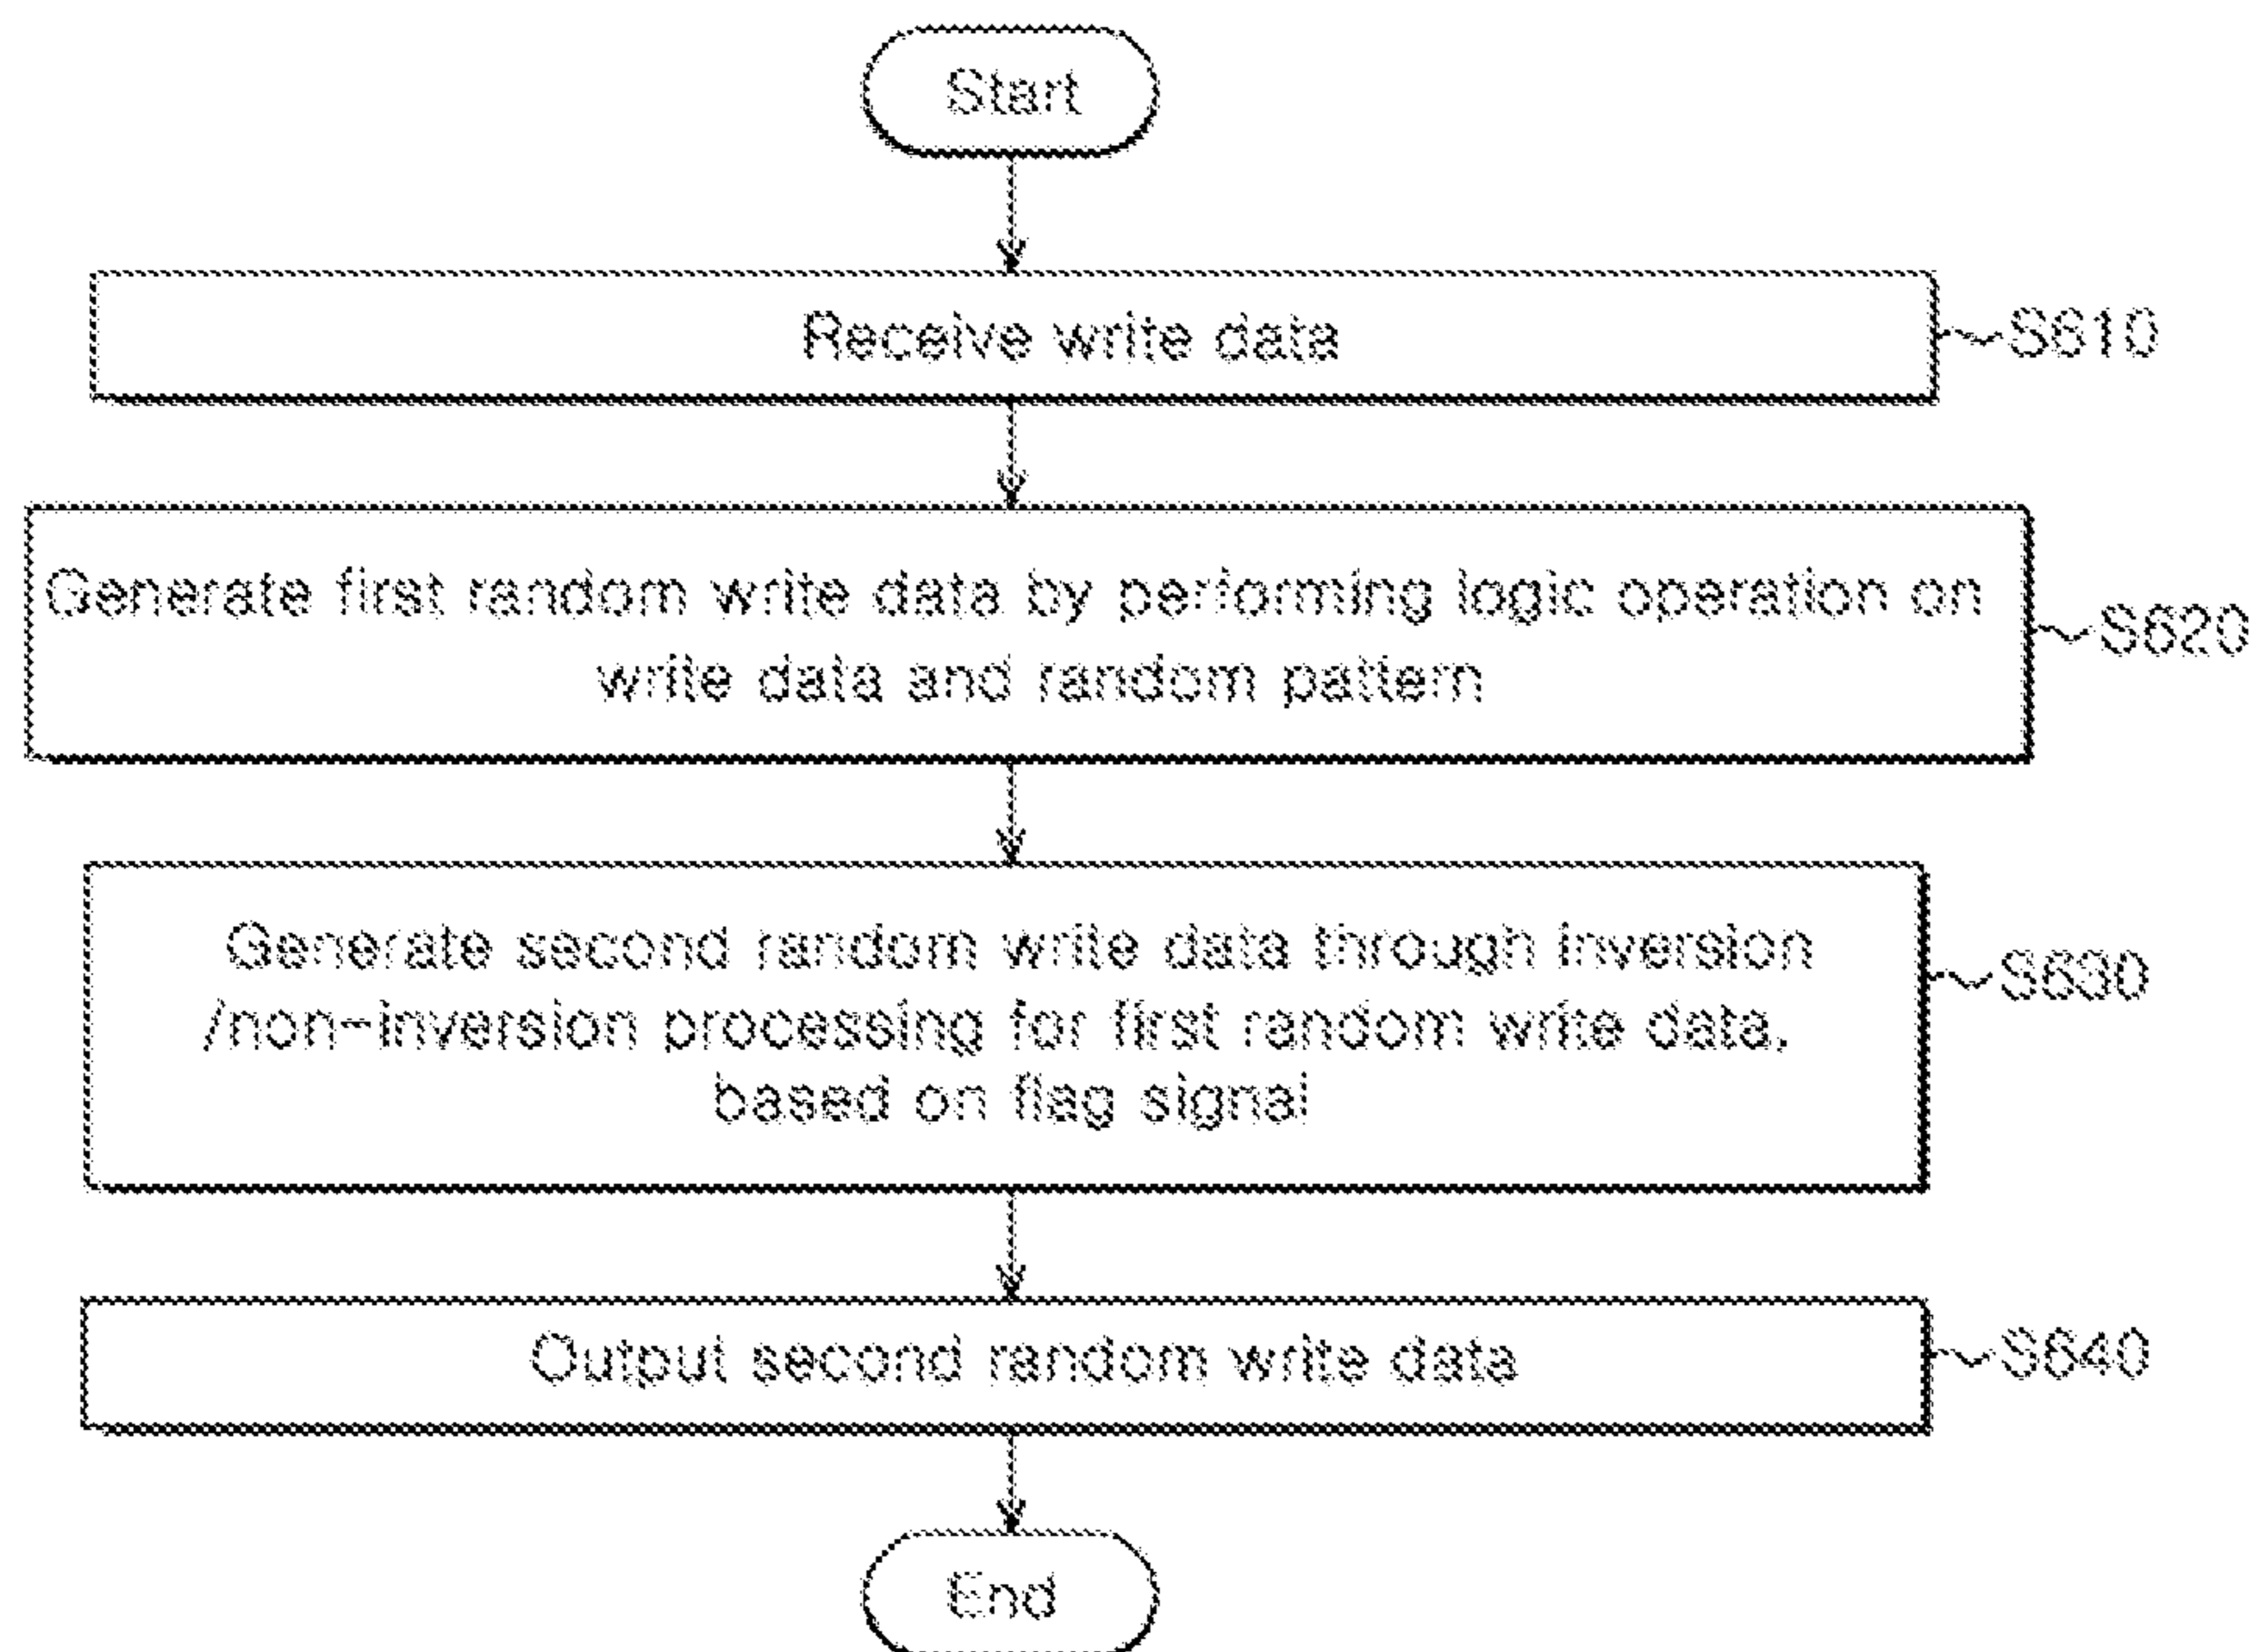 Start
Receive write data
S610
Generate first random write data by performing logic operation on
write data and random pattern
S620
Generate second random write data through inversion
/non-inversion processing for first random write data,
based on flag signal
S630
Output second random write data
S640
End